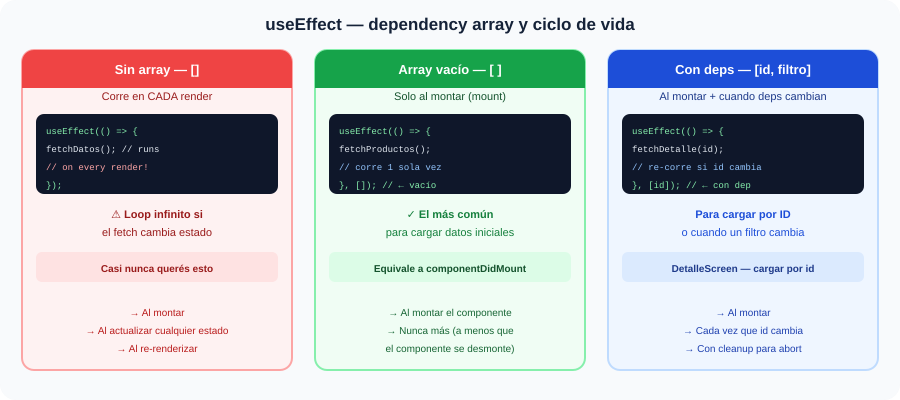 useEffect — dependency array y ciclo de vida
Sin array — []
Corre en CADA render
useEffect(() => {
fetchDatos(); // runs
// on every render!
});
⚠ Loop infinito si
el fetch cambia estado
Casi nunca querés esto
→ Al montar
→ Al actualizar cualquier estado
→ Al re-renderizar
Array vacío — [ ]
Solo al montar (mount)
useEffect(() => {
fetchProductos();
// corre 1 sola vez
}, []); // ← vacío
✓ El más común
para cargar datos iniciales
Equivale a componentDidMount
→ Al montar el componente
→ Nunca más (a menos que
el componente se desmonte)
Con deps — [id, filtro]
Al montar + cuando deps cambian
useEffect(() => {
fetchDetalle(id);
// re-corre si id cambia
}, [id]); // ← con dep
Para cargar por ID
o cuando un filtro cambia
DetalleScreen — cargar por id
→ Al montar
→ Cada vez que id cambia
→ Con cleanup para abort